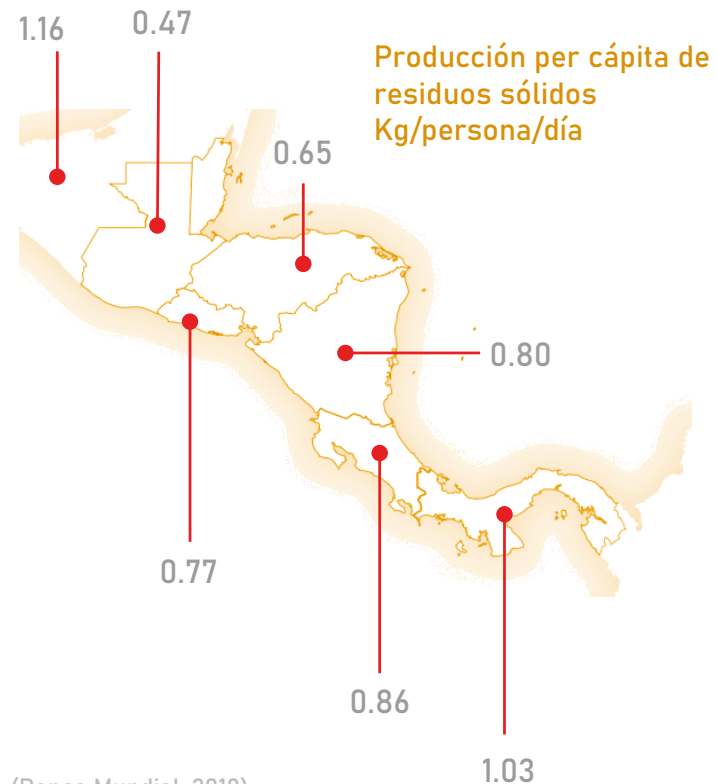 1.16
0.47
Producción per cápita de
residuos sólidos
Kg/persona/día
0.65
0.80
0.77
0.86
1.03